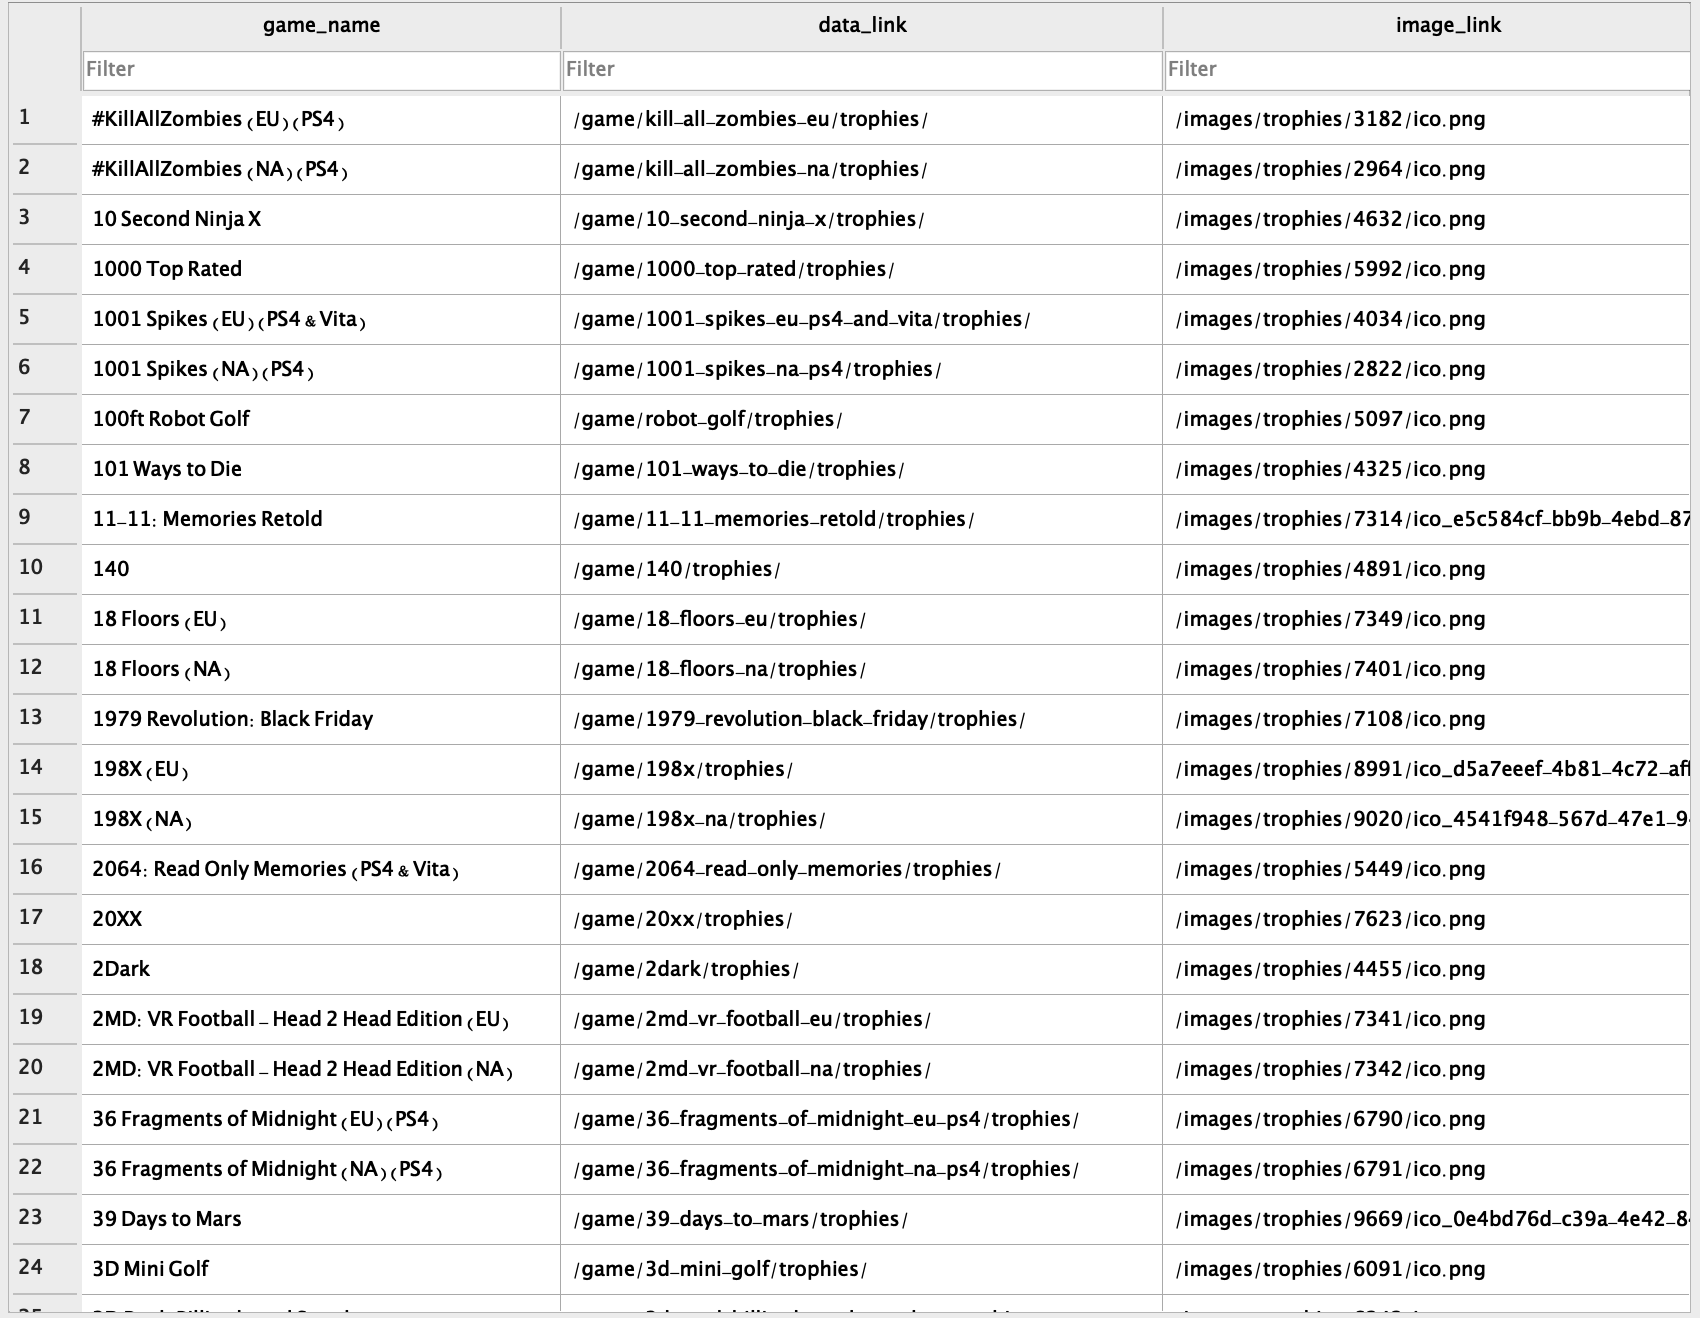 game_name data_link image_link
Filter Filter Filter
1 #KillAllZombies (EU)(PS4) /game/kill_all_zombies_eu/trophies/ /images/trophies/3182/ico.png
2 #KillAllZombies (NA)(PS4) /game/kill_all_zombies_na/trophies/ /images/trophies/2964/ico.png
3 10 Second Ninja X /game/10_second_ninja_x/trophies/ /images/trophies/4632/ico.png
4 1000 Top Rated /game/1000_top_rated/trophies/ /images/trophies/5992/ico.png
5 1001 Spikes (EU)(PS4 & Vita) /game/1001_spikes_eu_ps4_and_vita/trophies/ /images/trophies/4034/ico.png
6 1001 Spikes (NA)(PS4) /game/1001_spikes_na_ps4/trophies/ /images/trophies/2822/ico.png
7 100ft Robot Golf /game/robot_golf/trophies/ /images/trophies/5097/ico.png
8 101 Ways to Die /game/101_ways_to_die/trophies/ /images/trophies/4325/ico.png
9 11-11: Memories Retold /game/11_11_memories_retold/trophies/ /images/trophies/7314/ico_e5c584cf-bb9b-4ebd-87
10 140 /game/140/trophies/ /images/trophies/4891/ico.png
11 18 Floors (EU) /game/18_floors_eu/trophies/ /images/trophies/7349/ico.png
12 18 Floors (NA) /game/18_floors_na/trophies/ /images/trophies/7401/ico.png
13 1979 Revolution: Black Friday /game/1979_revolution_black_friday/trophies/ /images/trophies/7108/ico.png
14 198X (EU) /game/198x/trophies/ /images/trophies/8991/ico_d5a7eeef-4b81-4c72-aff
15 198X (NA) /game/198x_na/trophies/ /images/trophies/9020/ico_4541f948-567d-47e1-9
16 2064: Read Only Memories (PS4 & Vita) /game/2064_read_only_memories/trophies/ /images/trophies/5449/ico.png
17 20XX /game/20xx/trophies/ /images/trophies/7623/ico.png
18 2Dark /game/2dark/trophies/ /images/trophies/4455/ico.png
19 2MD: VR Football - Head 2 Head Edition (EU) /game/2md_vr_football_eu/trophies/ /images/trophies/7341/ico.png
20 2MD: VR Football - Head 2 Head Edition (NA) /game/2md_vr_football_na/trophies/ /images/trophies/7342/ico.png
21 36 Fragments of Midnight (EU)(PS4) /game/36_fragments_of_midnight_eu_ps4/trophies/ /images/trophies/6790/ico.png
22 36 Fragments of Midnight (NA)(PS4) /game/36_fragments_of_midnight_na_ps4/trophies/ /images/trophies/6791/ico.png
23 39 Days to Mars /game/39_days_to_mars/trophies/ /images/trophies/9669/ico_0e4bd76d-c39a-4e42-8
24 3D Mini Golf /game/3d_mini_golf/trophies/ /images/trophies/6091/ico.png